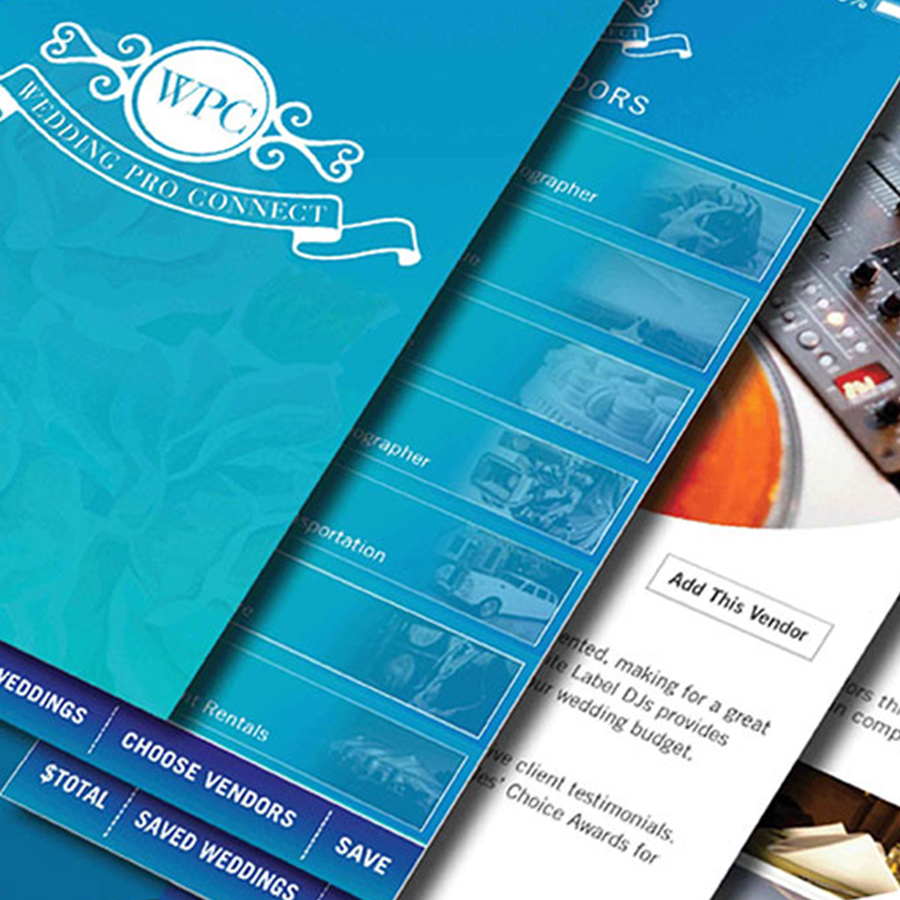 WPC
WEDDING PRO CONNECT
WEDDINGS
CHOOSE VENDORS
SAVE
$TOTAL
SAVED WEDDINGS
DORS
ographer
ographer
sportation
t Rentals
Add This Vendor
ented, making for a great
te Label DJs provides
ur wedding budget.
ve client testimonials.
es' Choice Awards for
ors th
n comp